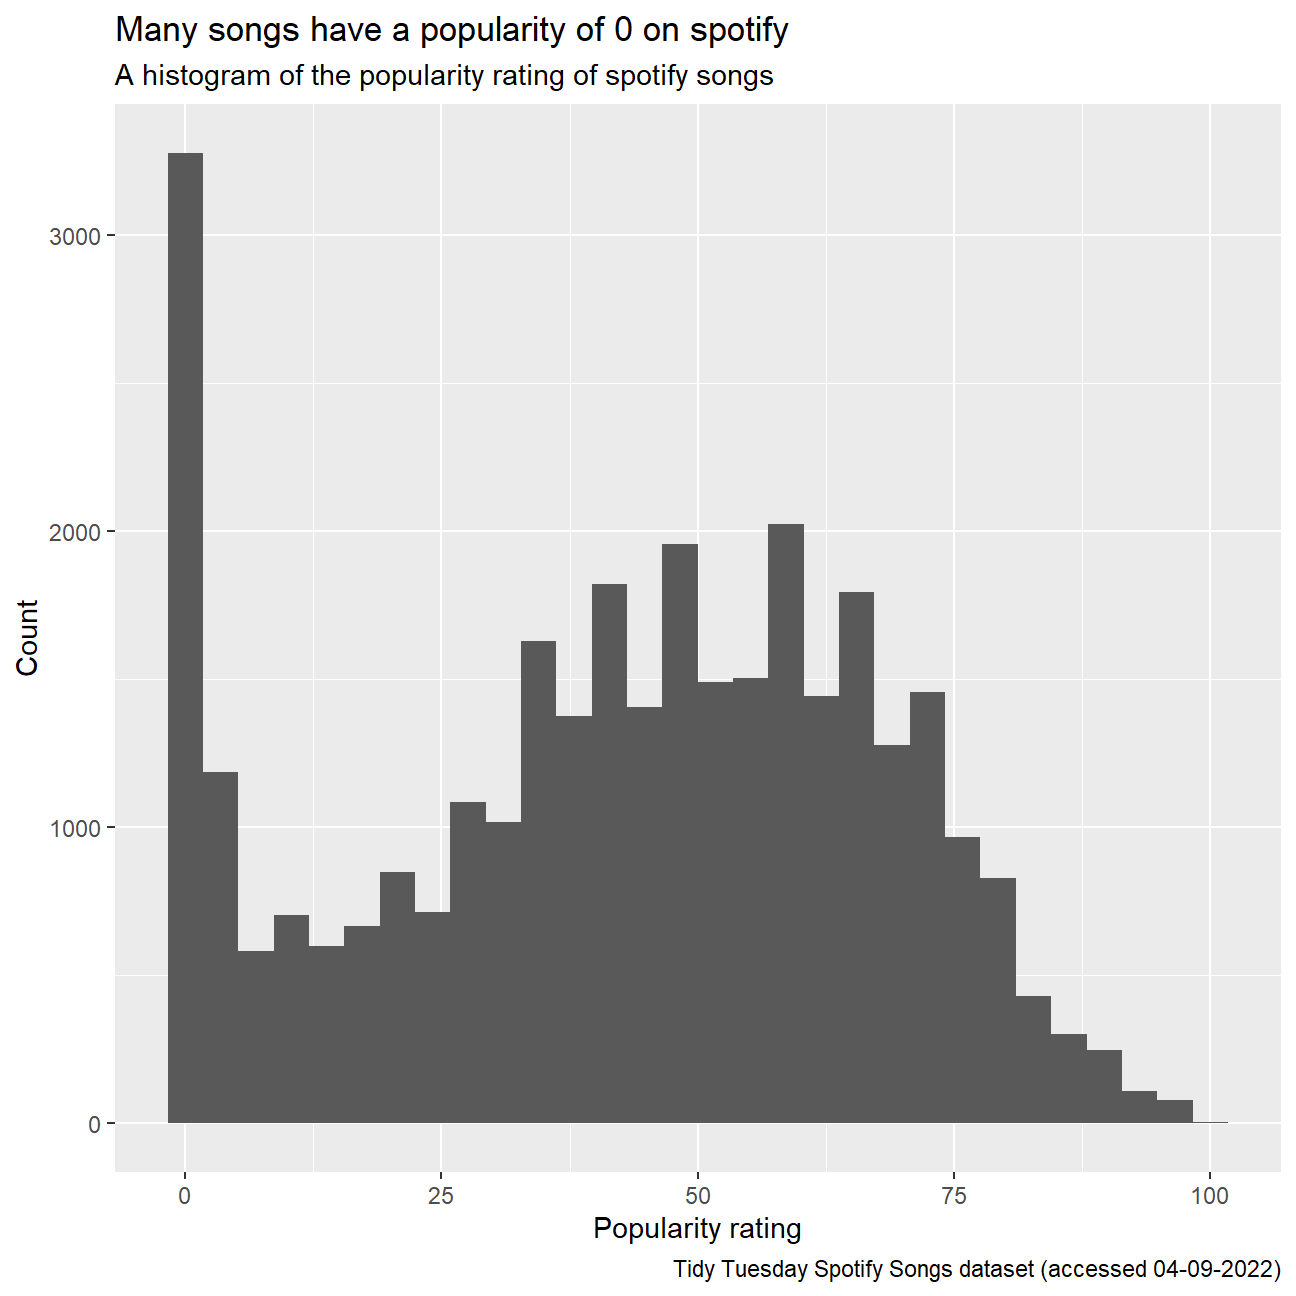 Many songs have a popularity of 0 on spotify
A histogram of the popularity rating of spotify songs
3000
2000
1000
0
Count
0 25 50 75 100
Popularity rating
Tidy Tuesday Spotify Songs dataset (accessed 04-09-2022)